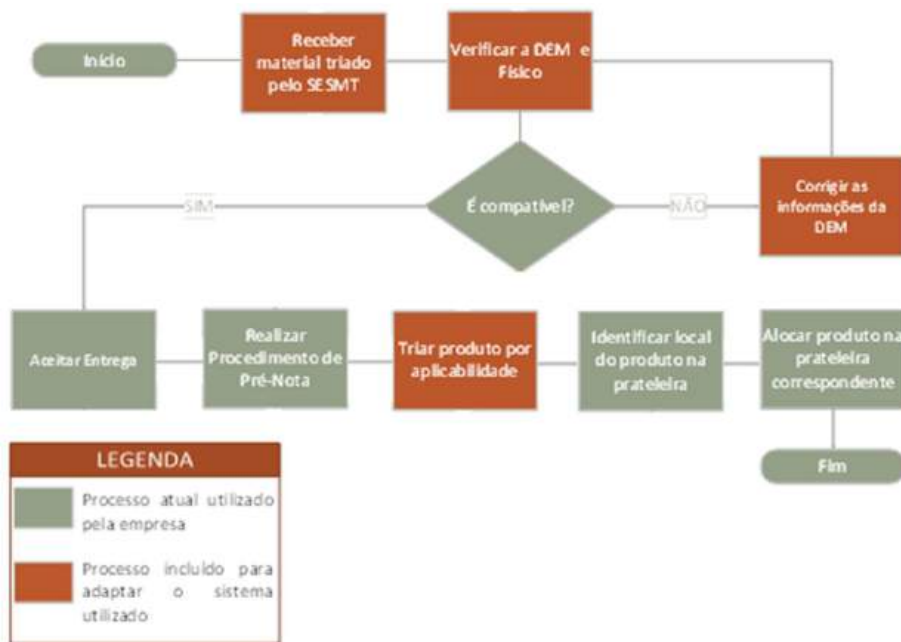 Início
Receber
material triado
pelo SESMT
Verificar a DEM e
Físico
É compatível?
SIM
NÃO
Corrigir as
informações da
DEM
Aceitar Entrega
Realizar
Procedimento de
Pré-Nota
Triar produto por
aplicabilidade
Identificar local
do produto na
prateleira
Alocar produto na
prateleira
correspondente
Fim
LEGENDA
Processo atual utilizado
pela empresa
Processo incluído para
adaptar o sistema
utilizado